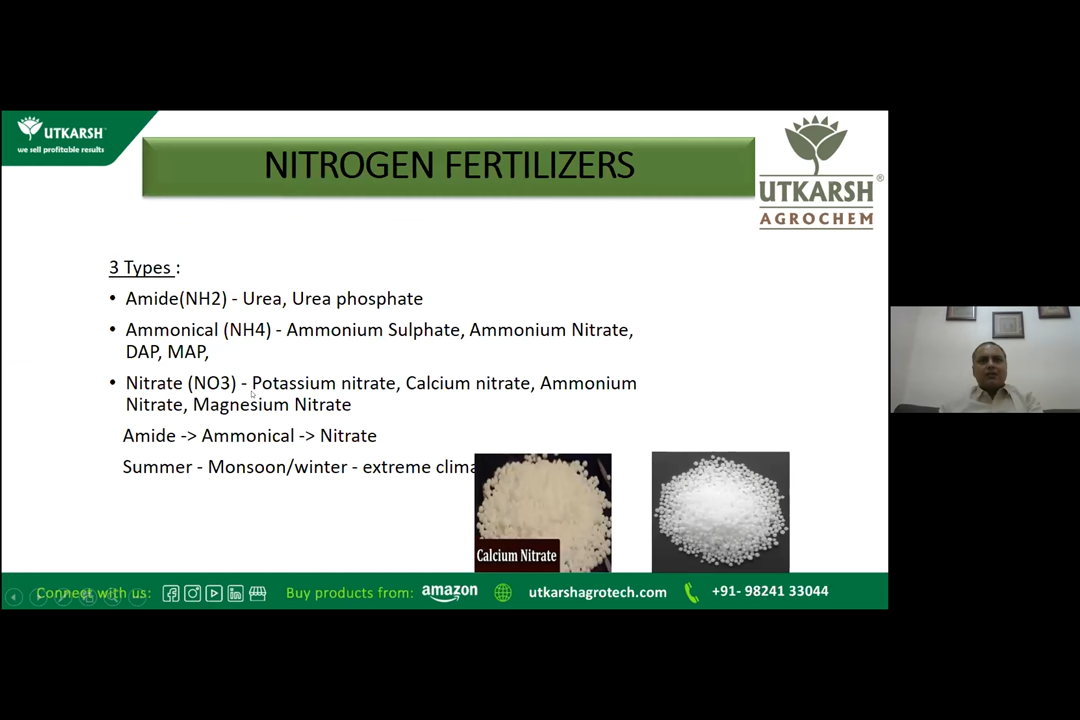 UTKARSH
we sell profitable results
NITROGEN FERTILIZERS
UTKARSH®
AGROCHEM
3 Types :
• Amide(NH2) - Urea, Urea phosphate
• Ammonical (NH4) - Ammonium Sulphate, Ammonium Nitrate,
DAP, MAP,
• Nitrate (NO3) - Potassium nitrate, Calcium nitrate, Ammonium
Nitrate, Magnesium Nitrate
Amide -> Ammonical -> Nitrate
Summer - Monsoon/winter - extreme clima
Calcium Nitrate
Connect with us: Buy products from: amazon utkarshagrotech.com +91- 98241 33044